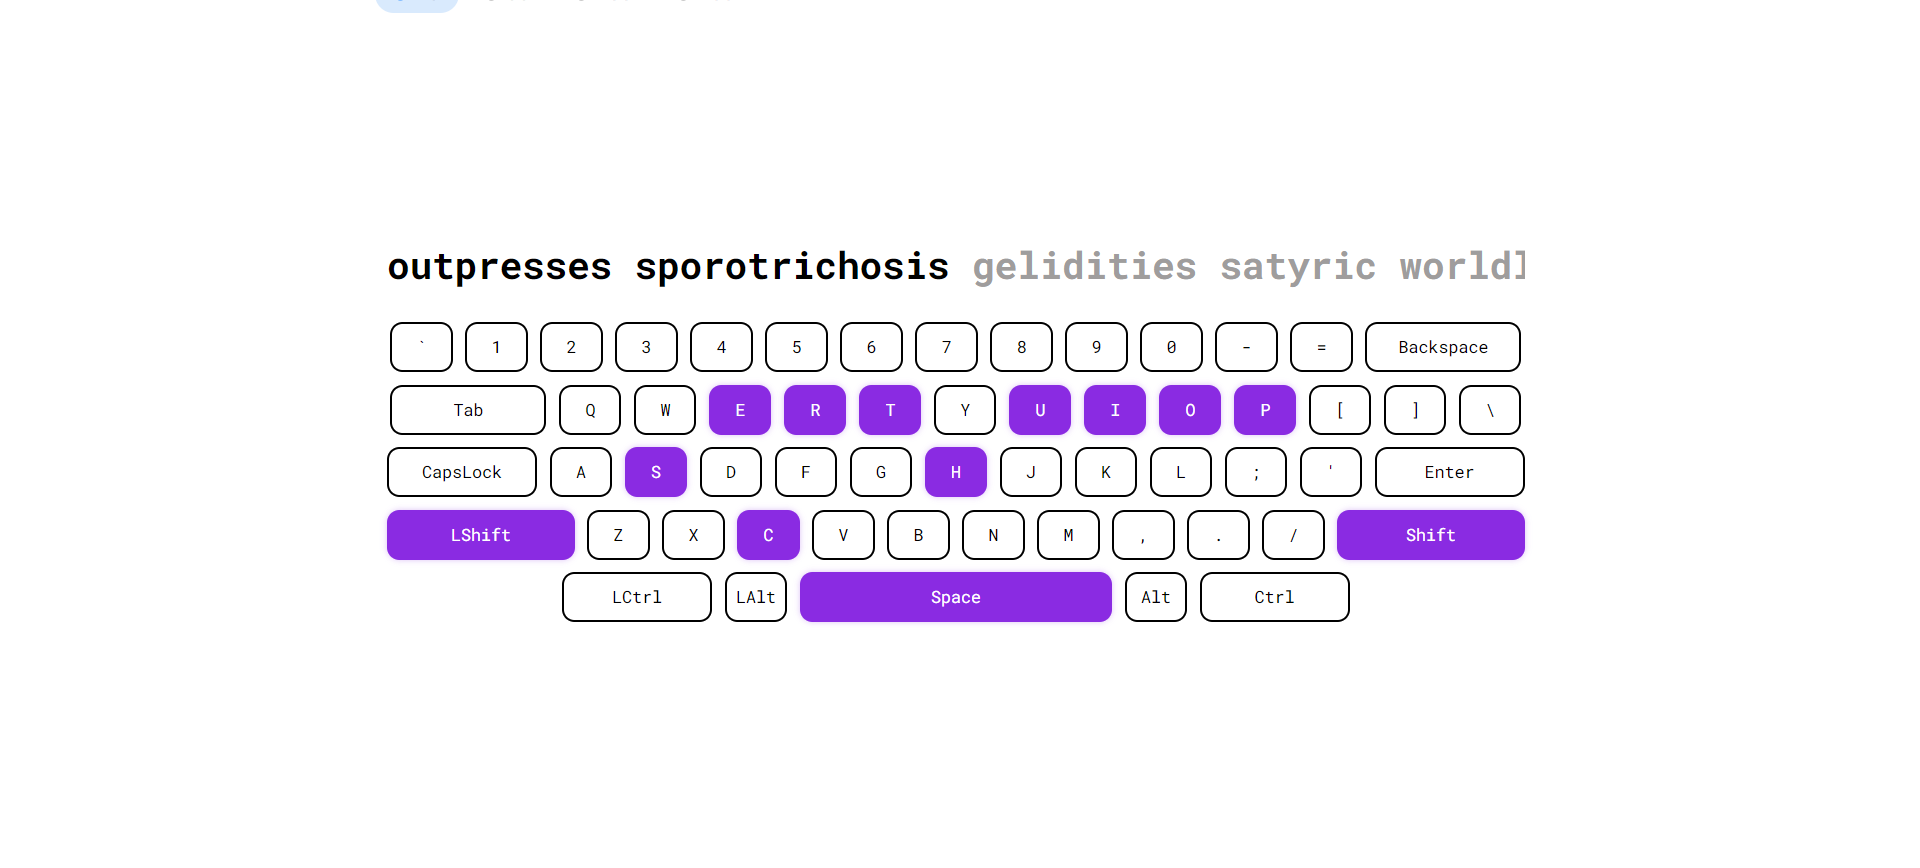 outpresses sporotrichosis gelidities satyric worldl
` 1 2 3 4 5 6 7 8 9 0 - = Backspace
Tab Q W E R T Y U I O P [ ] \
CapsLock A S D F G H J K L ; ' Enter
LShift Z X C V B N M , . / Shift
LCtrl LAlt Space Alt Ctrl